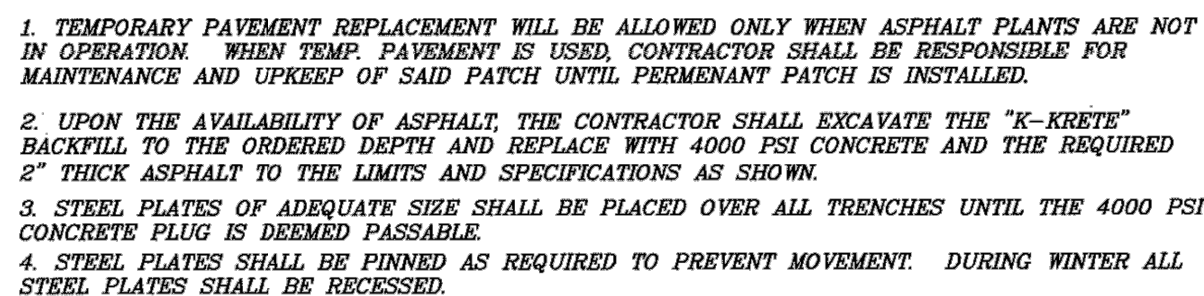 1. TEMPORARY PAVEMENT REPLACEMENT WILL BE ALLOWED ONLY WHEN ASPHALT PLANTS ARE NOT
IN OPERATION. WHEN TEMP. PAVEMENT IS USED, CONTRACTOR SHALL BE RESPONSIBLE FOR
MAINTENANCE AND UPKEEP OF SAID PATCH UNTIL PERMENANT PATCH IS INSTALLED.
2. UPON THE AVAILABILITY OF ASPHALT, THE CONTRACTOR SHALL EXCAVATE THE "K-KRETE"
BACKFILL TO THE ORDERED DEPTH AND REPLACE WITH 4000 PSI CONCRETE AND THE REQUIRED
2" THICK ASPHALT TO THE LIMITS AND SPECIFICATIONS AS SHOWN.
3. STEEL PLATES OF ADEQUATE SIZE SHALL BE PLACED OVER ALL TRENCHES UNTIL THE 4000 PSI
CONCRETE PLUG IS DEEMED PASSABLE.
4. STEEL PLATES SHALL BE PINNED AS REQUIRED TO PREVENT MOVEMENT. DURING WINTER ALL
STEEL PLATES SHALL BE RECESSED.